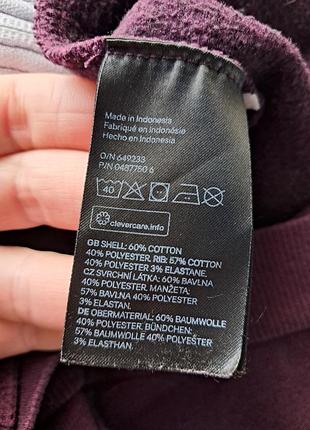 Made in Indonesia
Fabriqué en Indonésie
Hecho en Indonesia
O/N 649233
P/N 0487750 6
40
clevercare.info
GB SHELL: 60% COTTON
40% POLYESTER. RIB: 57% COTTON
40% POLYESTER 3% ELASTANE.
CZ SVRCHNÍ LÁTKA: 60% BAVLNA
40% POLYESTER. MANŽETA:
57% BAVLNA 40% POLYESTER
3% ELASTAN.
DE OBERMATERIAL: 60% BAUMWOLLE
40% POLYESTER. BÜNDCHEN:
57% BAUMWOLLE 40% POLYESTER
3% ELASTHAN.